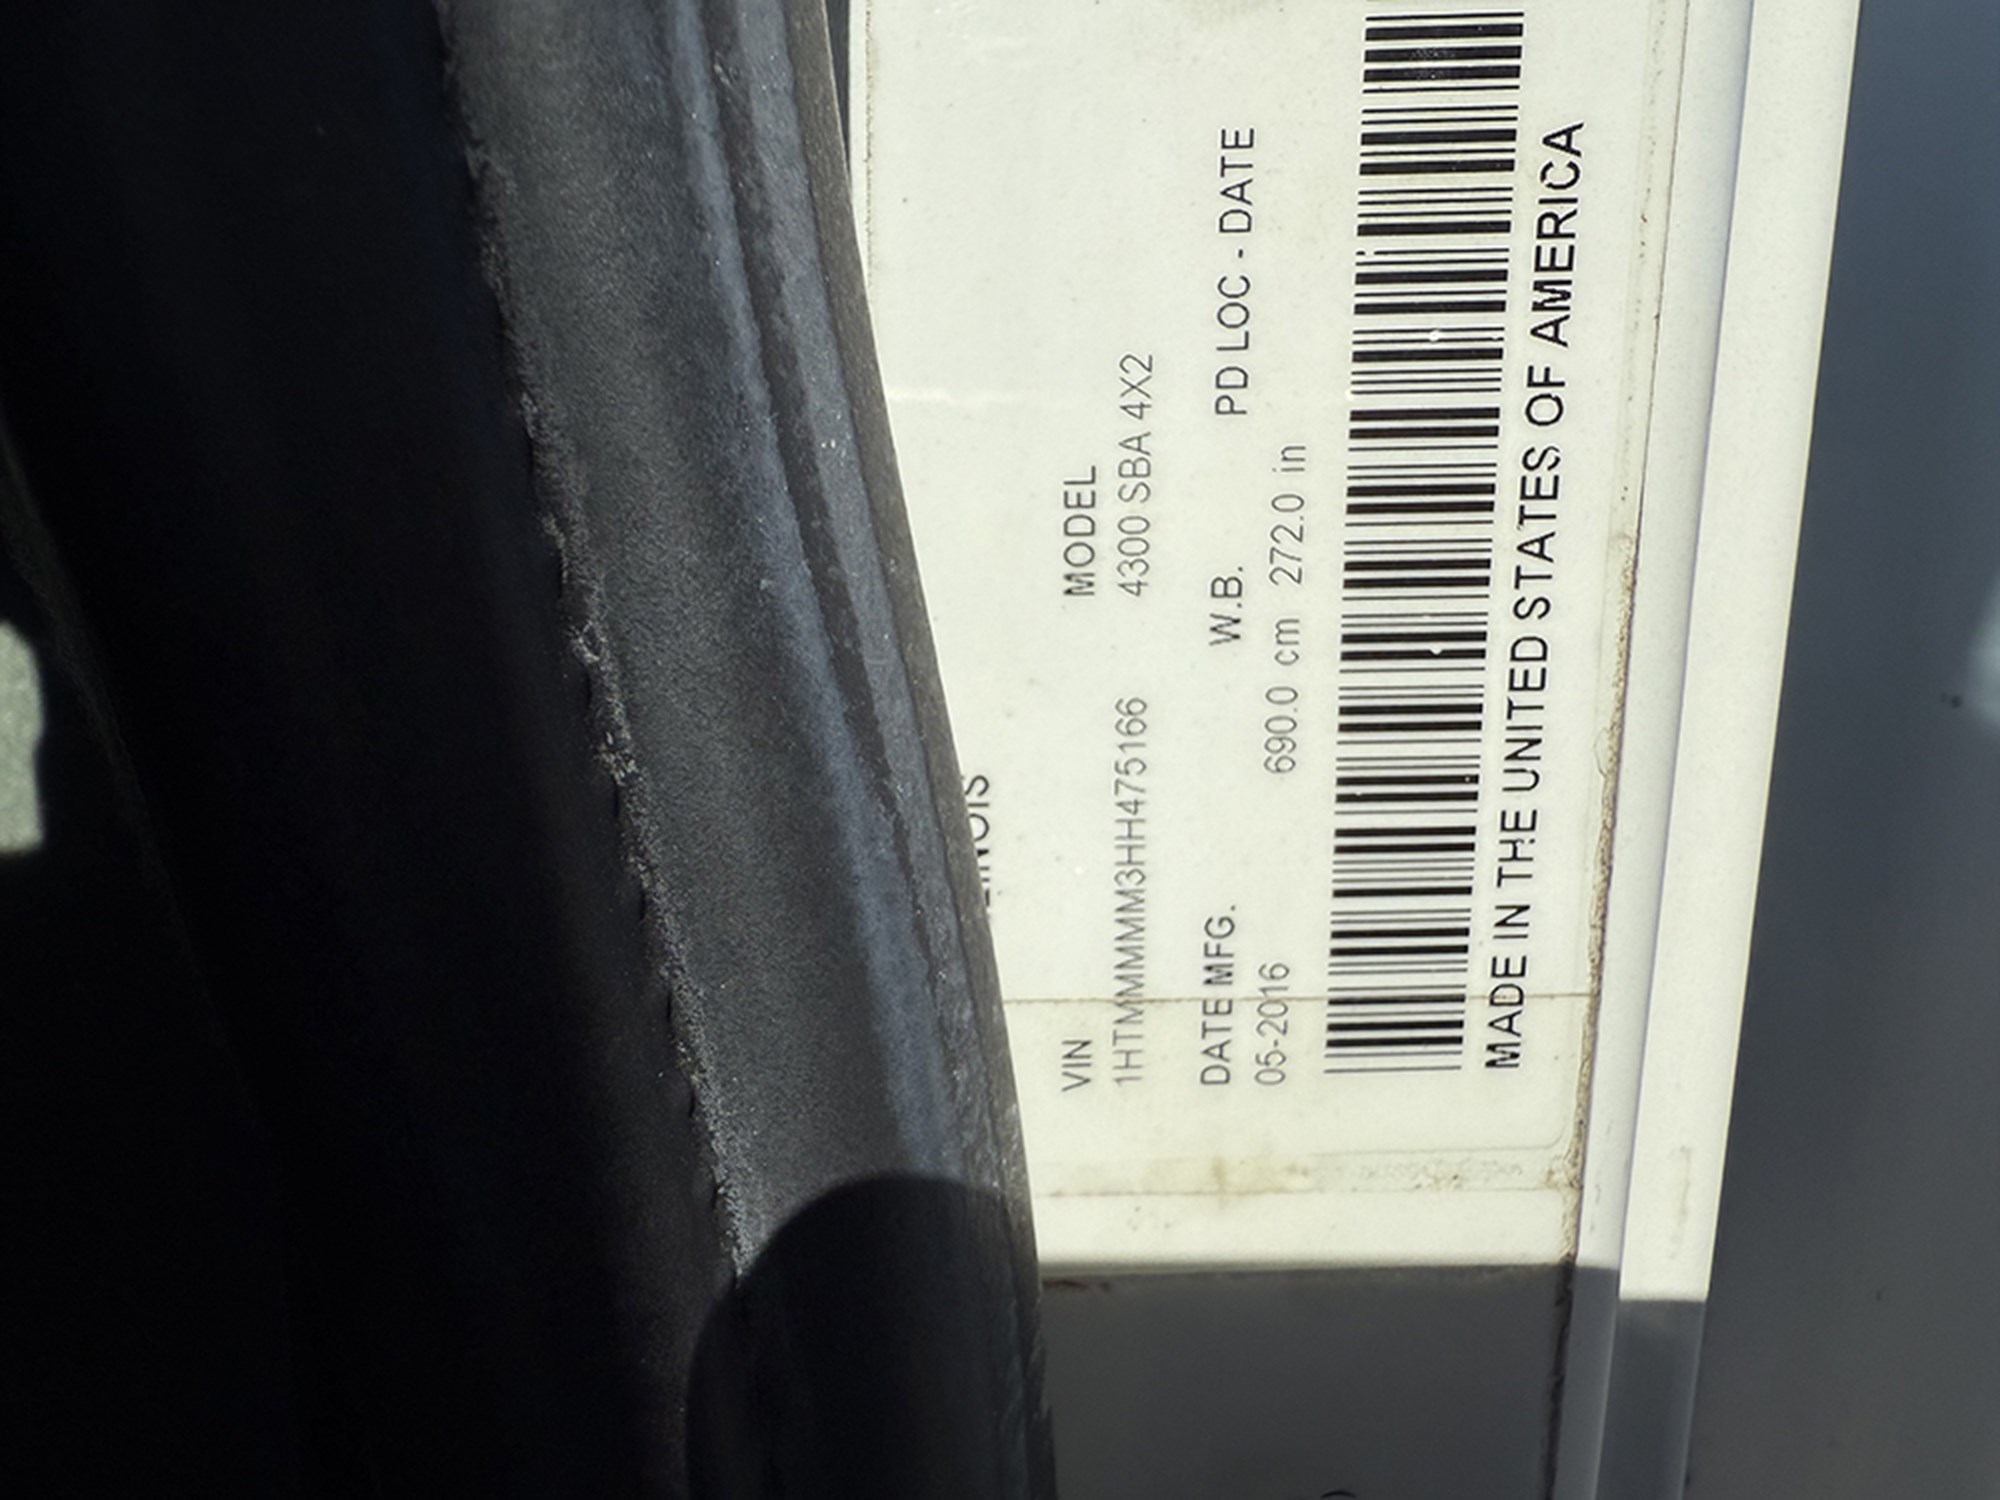 VIN MODEL
1HTMMMMM3HH475166 4300 SBA 4X2
DATE MFG. W.B. PD LOC - DATE
05-2016 690.0 cm 272.0 in
MADE IN THE UNITED STATES OF AMERICA